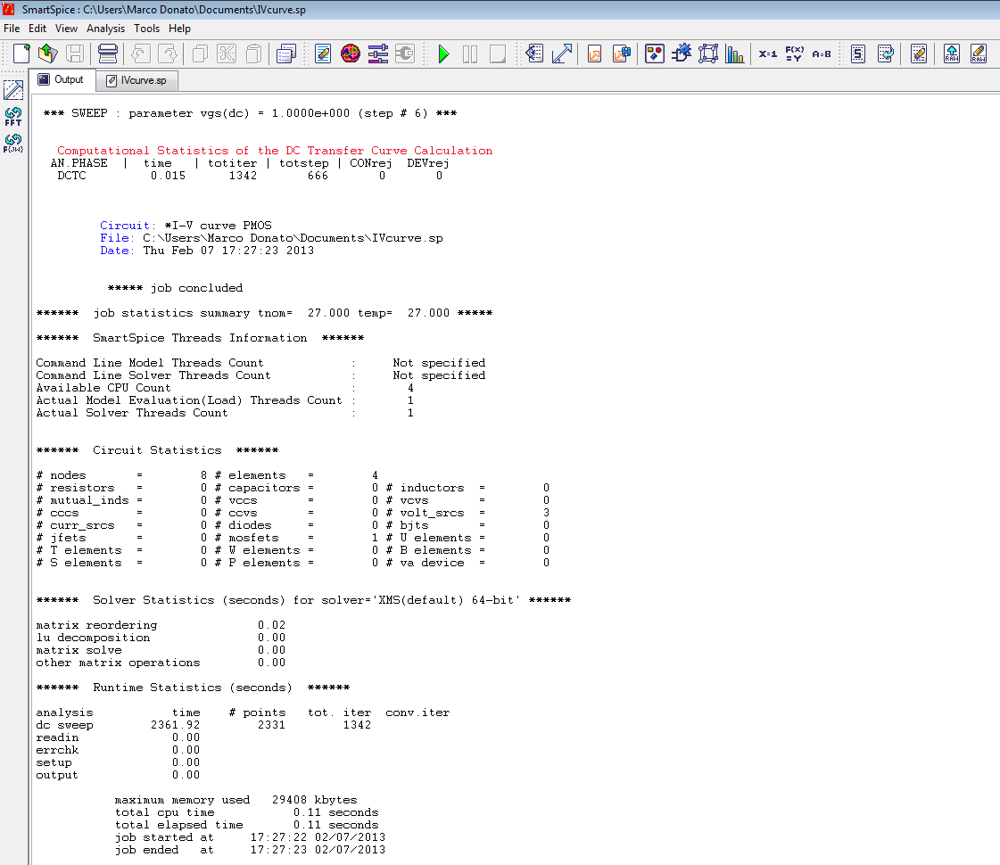 SmartSpice : C:\Users\Marco Donato\Documents\IVcurve.sp
File Edit View Analysis Tools Help
x=1 F(X) =Y A=B S RAW RAW
Output IVcurve.sp
FFT
F(JW)
*** SWEEP : parameter vgs(dc) = 1.0000e+000 (step # 6) ***
Computational Statistics of the DC Transfer Curve Calculation
AN.PHASE | time | totiter | totstep | CONrej DEVrej
DCTC 0.015 1342 666 0 0
Circuit: *I-V curve PMOS
File: C:\Users\Marco Donato\Documents\IVcurve.sp
Date: Thu Feb 07 17:27:23 2013
***** job concluded
****** job statistics summary tnom= 27.000 temp= 27.000 *****
****** SmartSpice Threads Information ******
Command Line Model Threads Count : Not specified
Command Line Solver Threads Count : Not specified
Available CPU Count : 4
Actual Model Evaluation(Load) Threads Count : 1
Actual Solver Threads Count : 1
****** Circuit Statistics ******
# nodes = 8 # elements = 4
# resistors = 0 # capacitors = 0 # inductors = 0
# mutual_inds = 0 # vccs = 0 # vcvs = 0
# cccs = 0 # ccvs = 0 # volt_srcs = 3
# curr_srcs = 0 # diodes = 0 # bjts = 0
# jfets = 0 # mosfets = 1 # U elements = 0
# T elements = 0 # W elements = 0 # B elements = 0
# S elements = 0 # P elements = 0 # va device = 0
****** Solver Statistics (seconds) for solver='XMS(default) 64-bit' ******
matrix reordering 0.02
lu decomposition 0.00
matrix solve 0.00
other matrix operations 0.00
****** Runtime Statistics (seconds) ******
analysis time # points tot. iter conv.iter
dc sweep 2361.92 2331 1342
readin 0.00
errchk 0.00
setup 0.00
output 0.00
maximum memory used 29408 kbytes
total cpu time 0.11 seconds
total elapsed time 0.11 seconds
job started at 17:27:22 02/07/2013
job ended at 17:27:23 02/07/2013